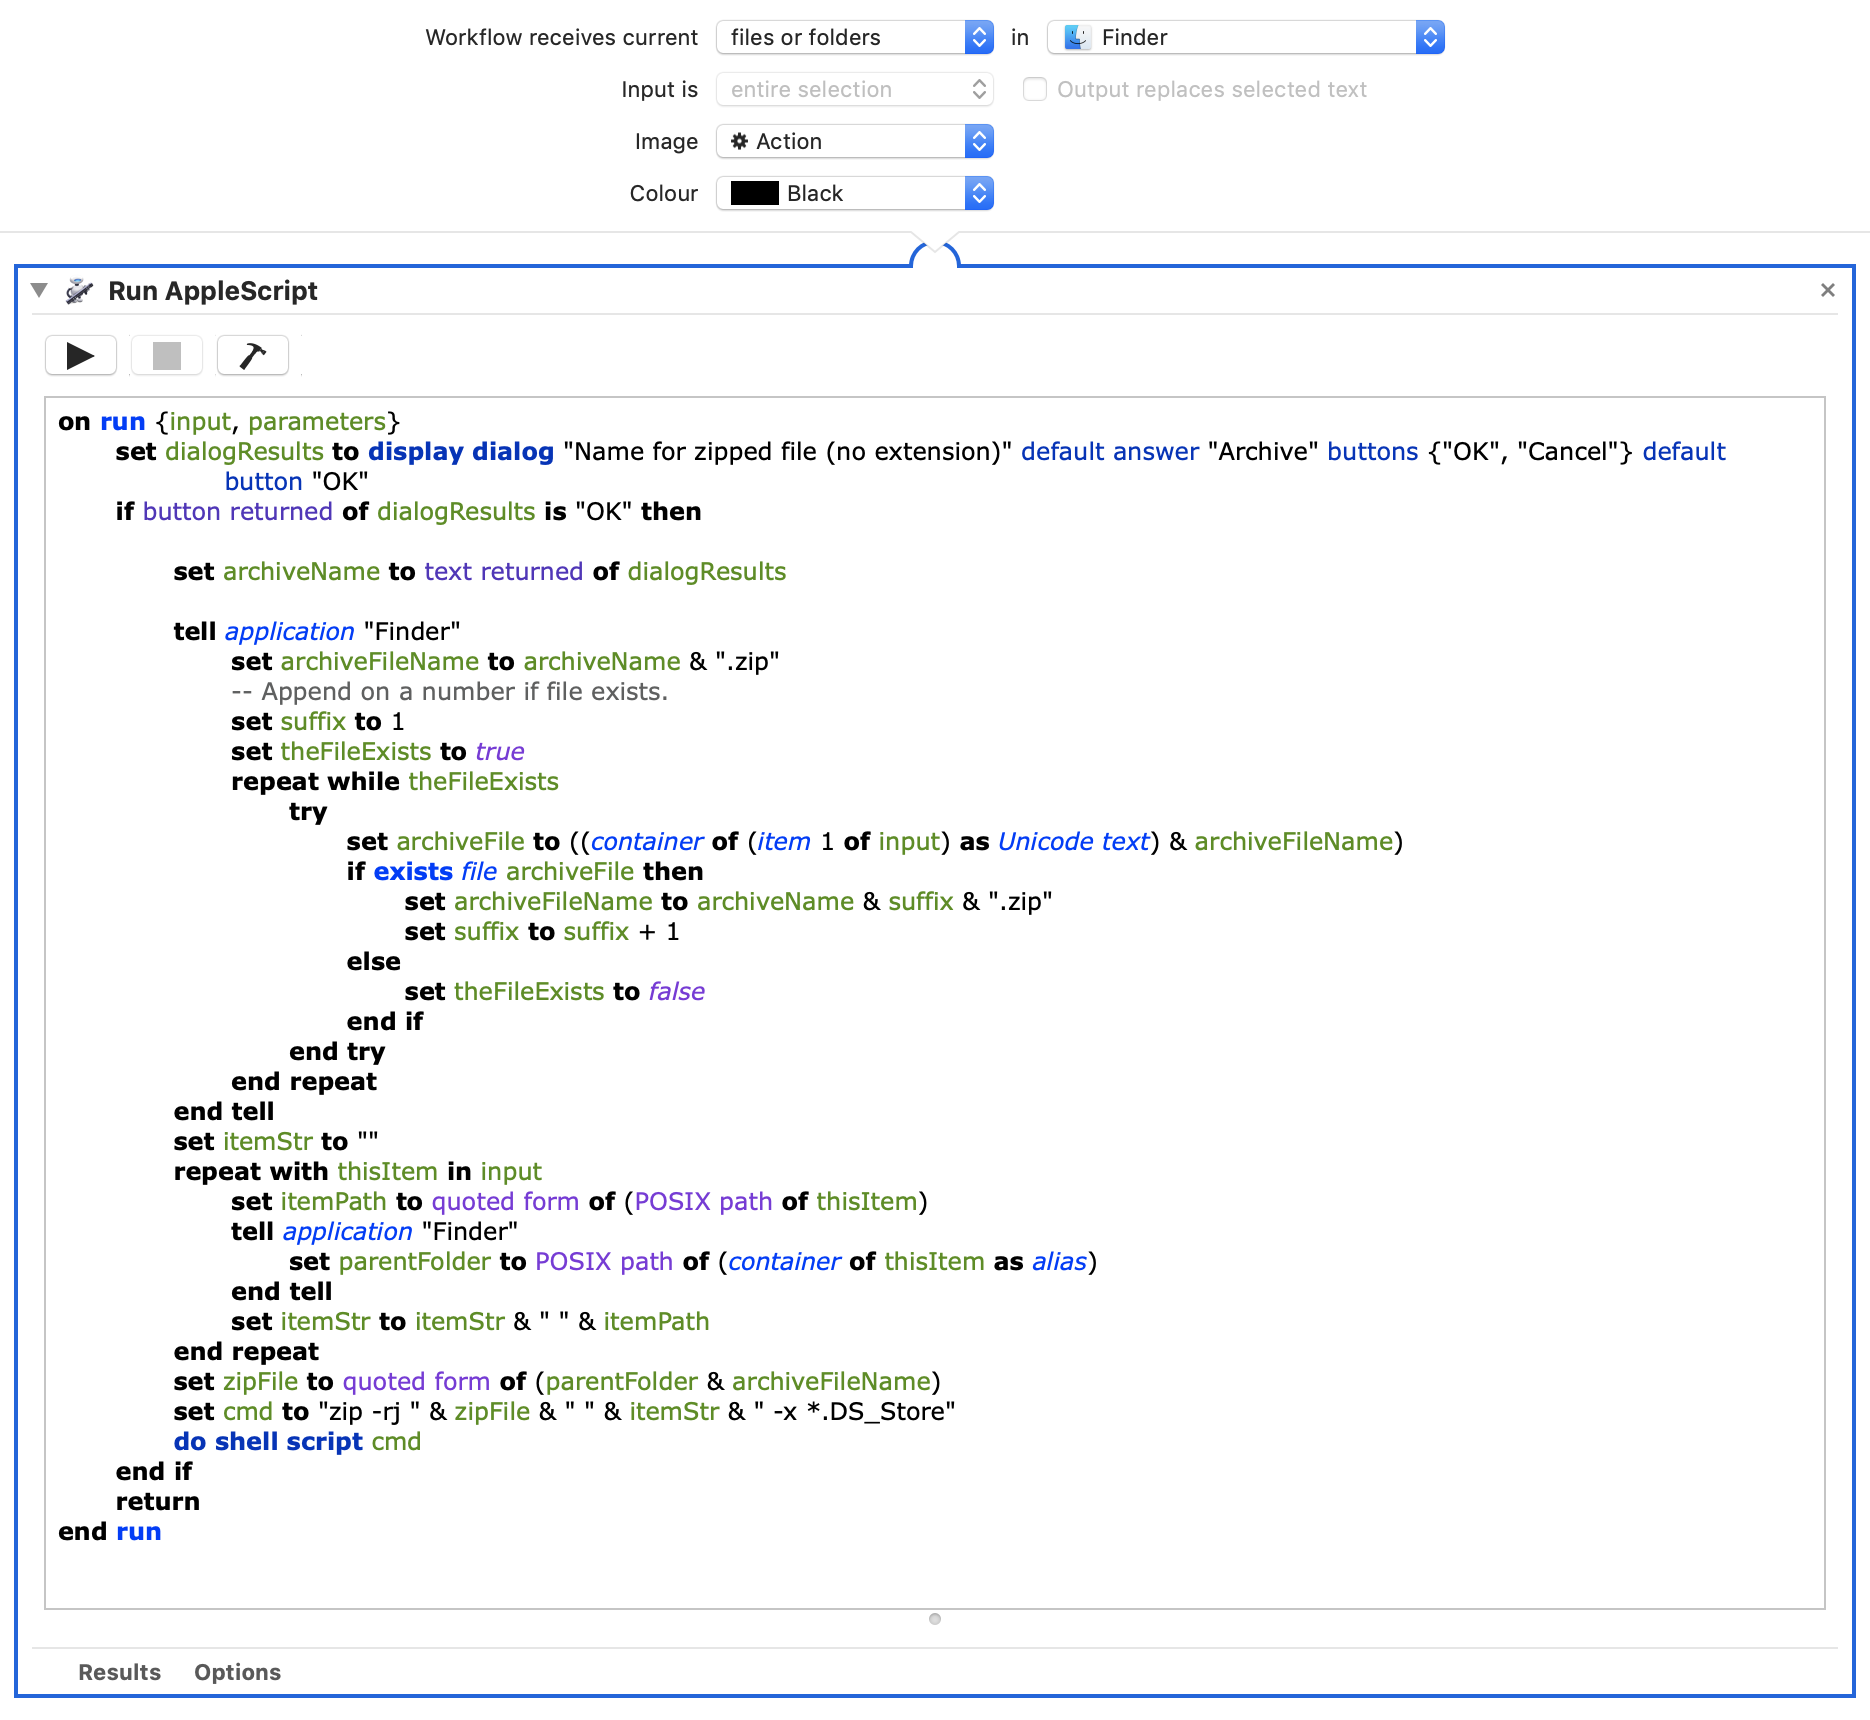 Workflow receives current files or folders in Finder
Input is entire selection Output replaces selected text
Image Action
Colour Black
Run AppleScript
on run {input, parameters}
set dialogResults to display dialog "Name for zipped file (no extension)" default answer "Archive" buttons {"OK", "Cancel"} default
button "OK"
if button returned of dialogResults is "OK" then
set archiveName to text returned of dialogResults
tell application "Finder"
set archiveFileName to archiveName & ".zip"
-- Append on a number if file exists.
set suffix to 1
set theFileExists to true
repeat while theFileExists
try
set archiveFile to ((container of (item 1 of input) as Unicode text) & archiveFileName)
if exists file archiveFile then
set archiveFileName to archiveName & suffix & ".zip"
set suffix to suffix + 1
else
set theFileExists to false
end if
end try
end repeat
end tell
set itemStr to ""
repeat with thisItem in input
set itemPath to quoted form of (POSIX path of thisItem)
tell application "Finder"
set parentFolder to POSIX path of (container of thisItem as alias)
end tell
set itemStr to itemStr & " " & itemPath
end repeat
set zipFile to quoted form of (parentFolder & archiveFileName)
set cmd to "zip -rj " & zipFile & " " & itemStr & " -x *.DS_Store"
do shell script cmd
end if
return
end run
Results Options